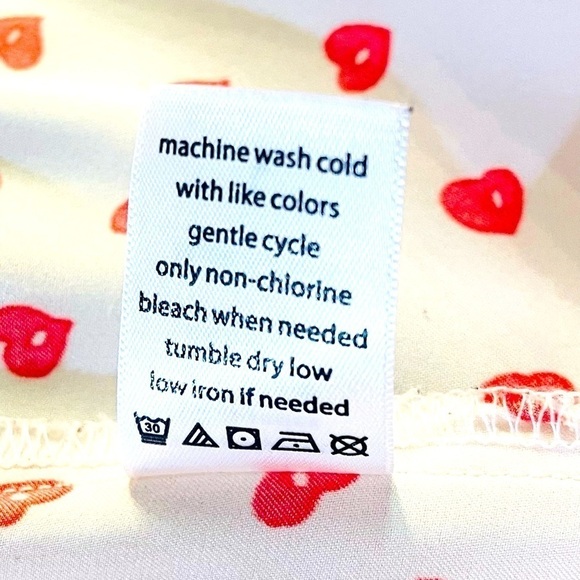 machine wash cold
with like colors
gentle cycle
only non-chlorine
bleach when needed
tumble dry low
low iron if needed
30